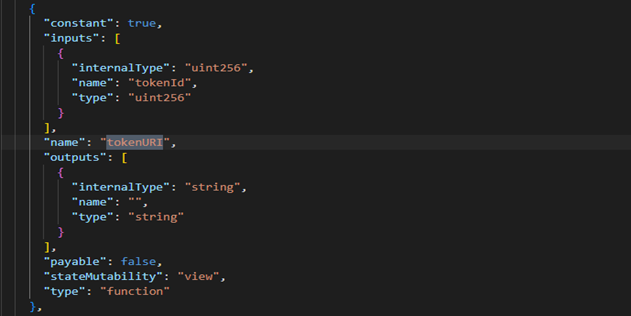 {
"constant": true,
"inputs": [
{
"internalType": "uint256",
"name": "tokenId",
"type": "uint256"
}
],
"name": "tokenURI",
"outputs": [
{
"internalType": "string",
"name": "",
"type": "string"
}
],
"payable": false,
"stateMutability": "view",
"type": "function"
},